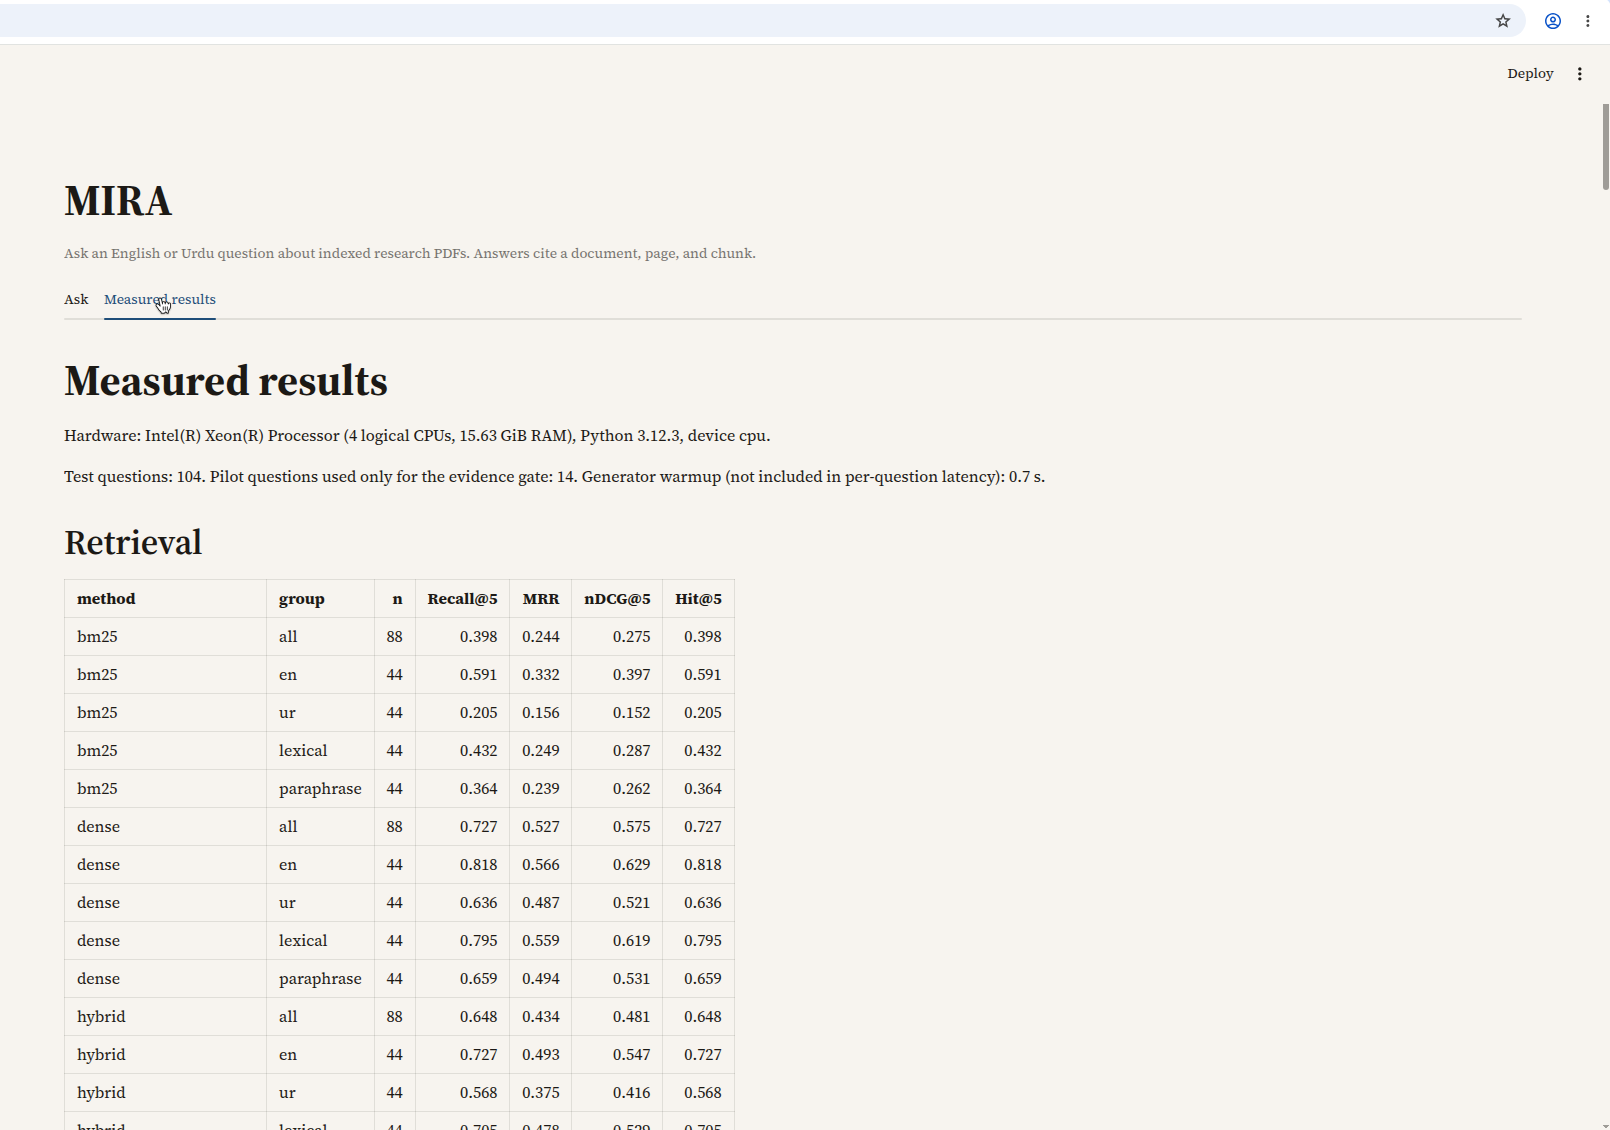 Deploy
MIRA
Ask an English or Urdu question about indexed research PDFs. Answers cite a document, page, and chunk.
Ask Measured results
Measured results
Hardware: Intel(R) Xeon(R) Processor (4 logical CPUs, 15.63 GiB RAM), Python 3.12.3, device cpu.
Test questions: 104. Pilot questions used only for the evidence gate: 14. Generator warmup (not included in per-question latency): 0.7 s.
Retrieval
method group n Recall@5 MRR nDCG@5 Hit@5
bm25 all 88 0.398 0.244 0.275 0.398
bm25 en 44 0.591 0.332 0.397 0.591
bm25 ur 44 0.205 0.156 0.152 0.205
bm25 lexical 44 0.432 0.249 0.287 0.432
bm25 paraphrase 44 0.364 0.239 0.262 0.364
dense all 88 0.727 0.527 0.575 0.727
dense en 44 0.818 0.566 0.629 0.818
dense ur 44 0.636 0.487 0.521 0.636
dense lexical 44 0.795 0.559 0.619 0.795
dense paraphrase 44 0.659 0.494 0.531 0.659
hybrid all 88 0.648 0.434 0.481 0.648
hybrid en 44 0.727 0.493 0.547 0.727
hybrid ur 44 0.568 0.375 0.416 0.568
hybrid lexical 44